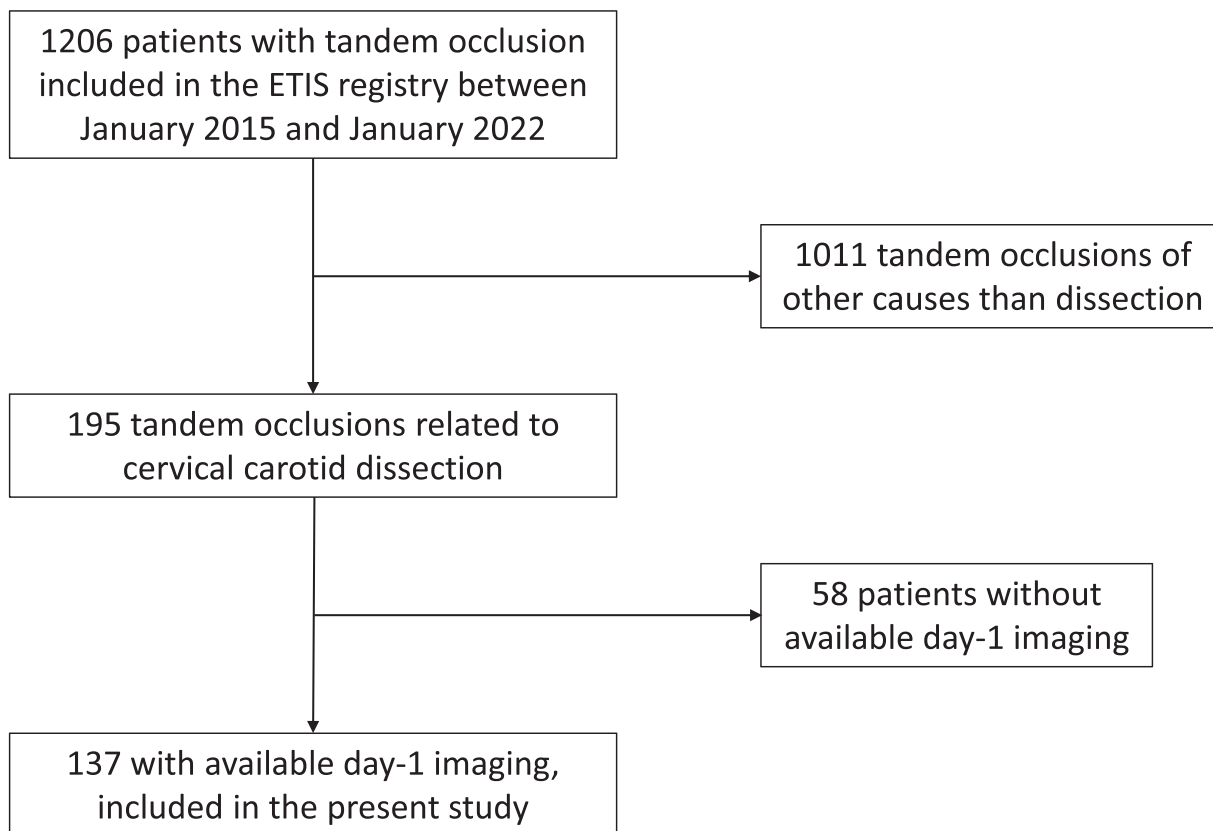 1206 patients with tandem occlusion
included in the ETIS registry between
January 2015 and January 2022
1011 tandem occlusions of
other causes than dissection
195 tandem occlusions related to
cervical carotid dissection
58 patients without
available day-1 imaging
137 with available day-1 imaging,
included in the present study